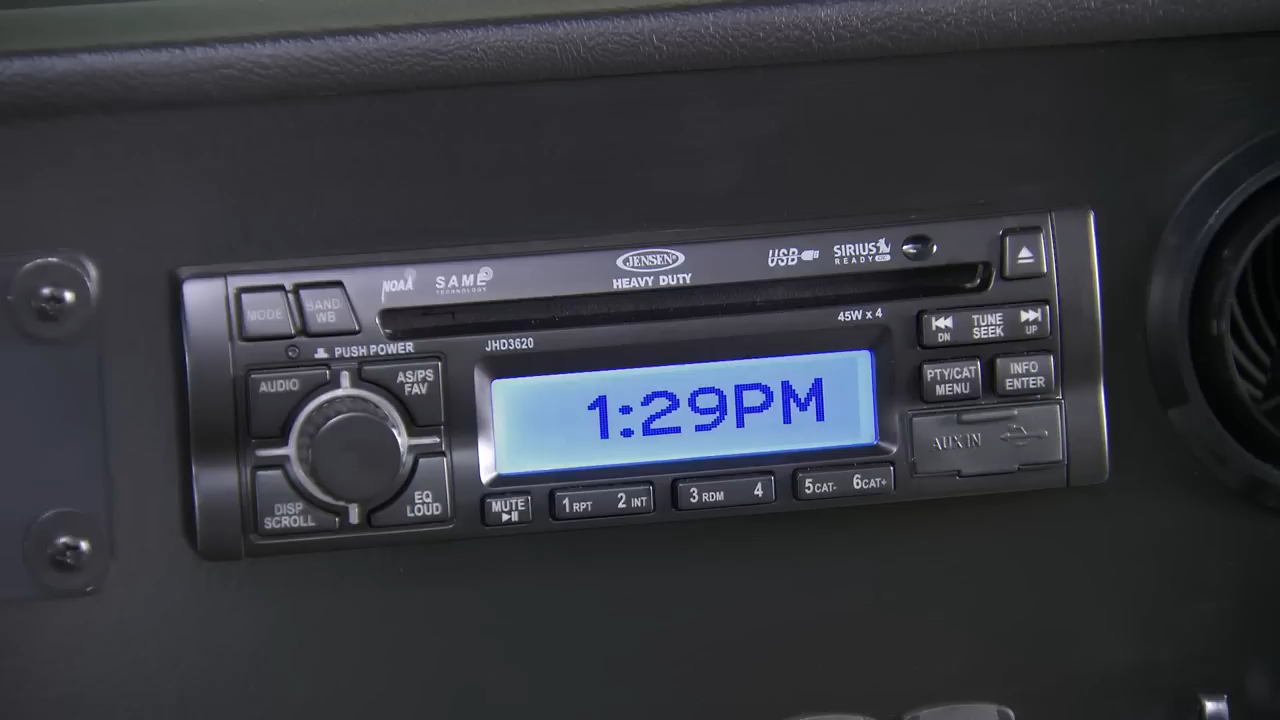 NOAA
SAME
TECHNOLOGY
JENSEN
HEAVY DUTY
USB
SIRIUS
READY
MODE
BAND
WB
PUSH POWER
JHD3620
45W x 4
TUNE
SEEK
DN
UP
AUDIO
AS/PS
FAV
1:29PM
PTY/CAT
MENU
INFO
ENTER
AUX IN
DISP
SCROLL
EQ
LOUD
MUTE
1 RPT 2 INT
3 RDM 4
5 CAT- 6 CAT+